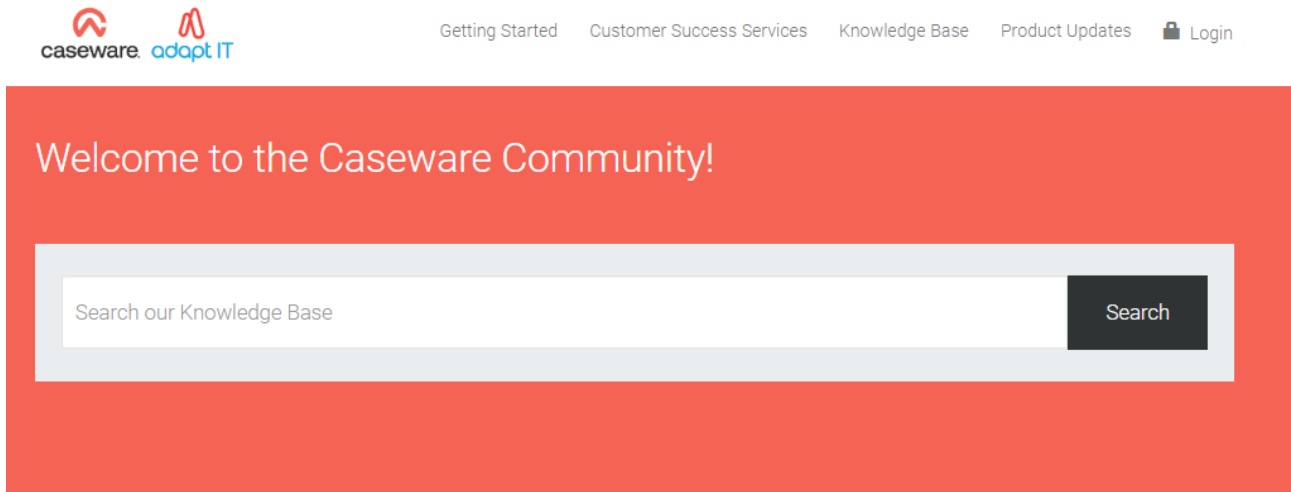 caseware. adapt IT
Getting Started Customer Success Services Knowledge Base Product Updates Login
Welcome to the Caseware Community!
Search our Knowledge Base Search